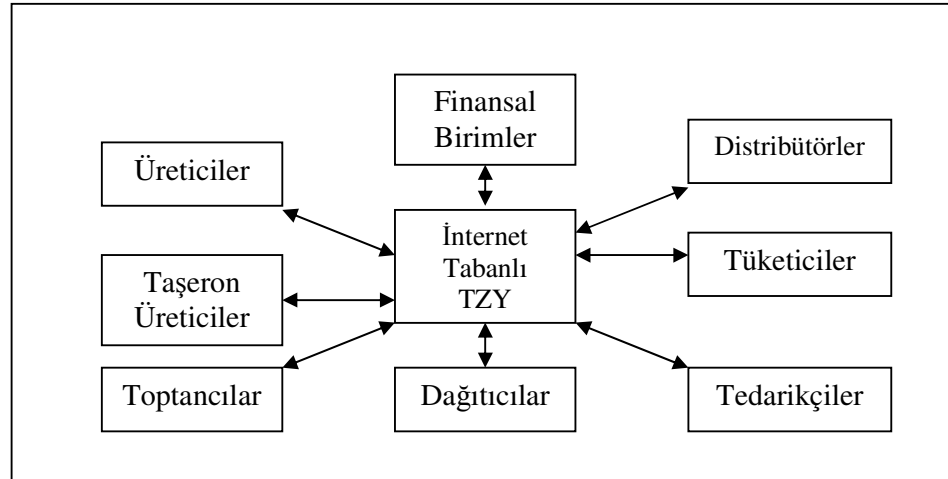 Finansal
Birimler
Üreticiler
Distribütörler
İnternet
Tabanlı
TZY
Taşeron
Üreticiler
Tüketiciler
Toptancılar
Dağıtıcılar
Tedarikçiler